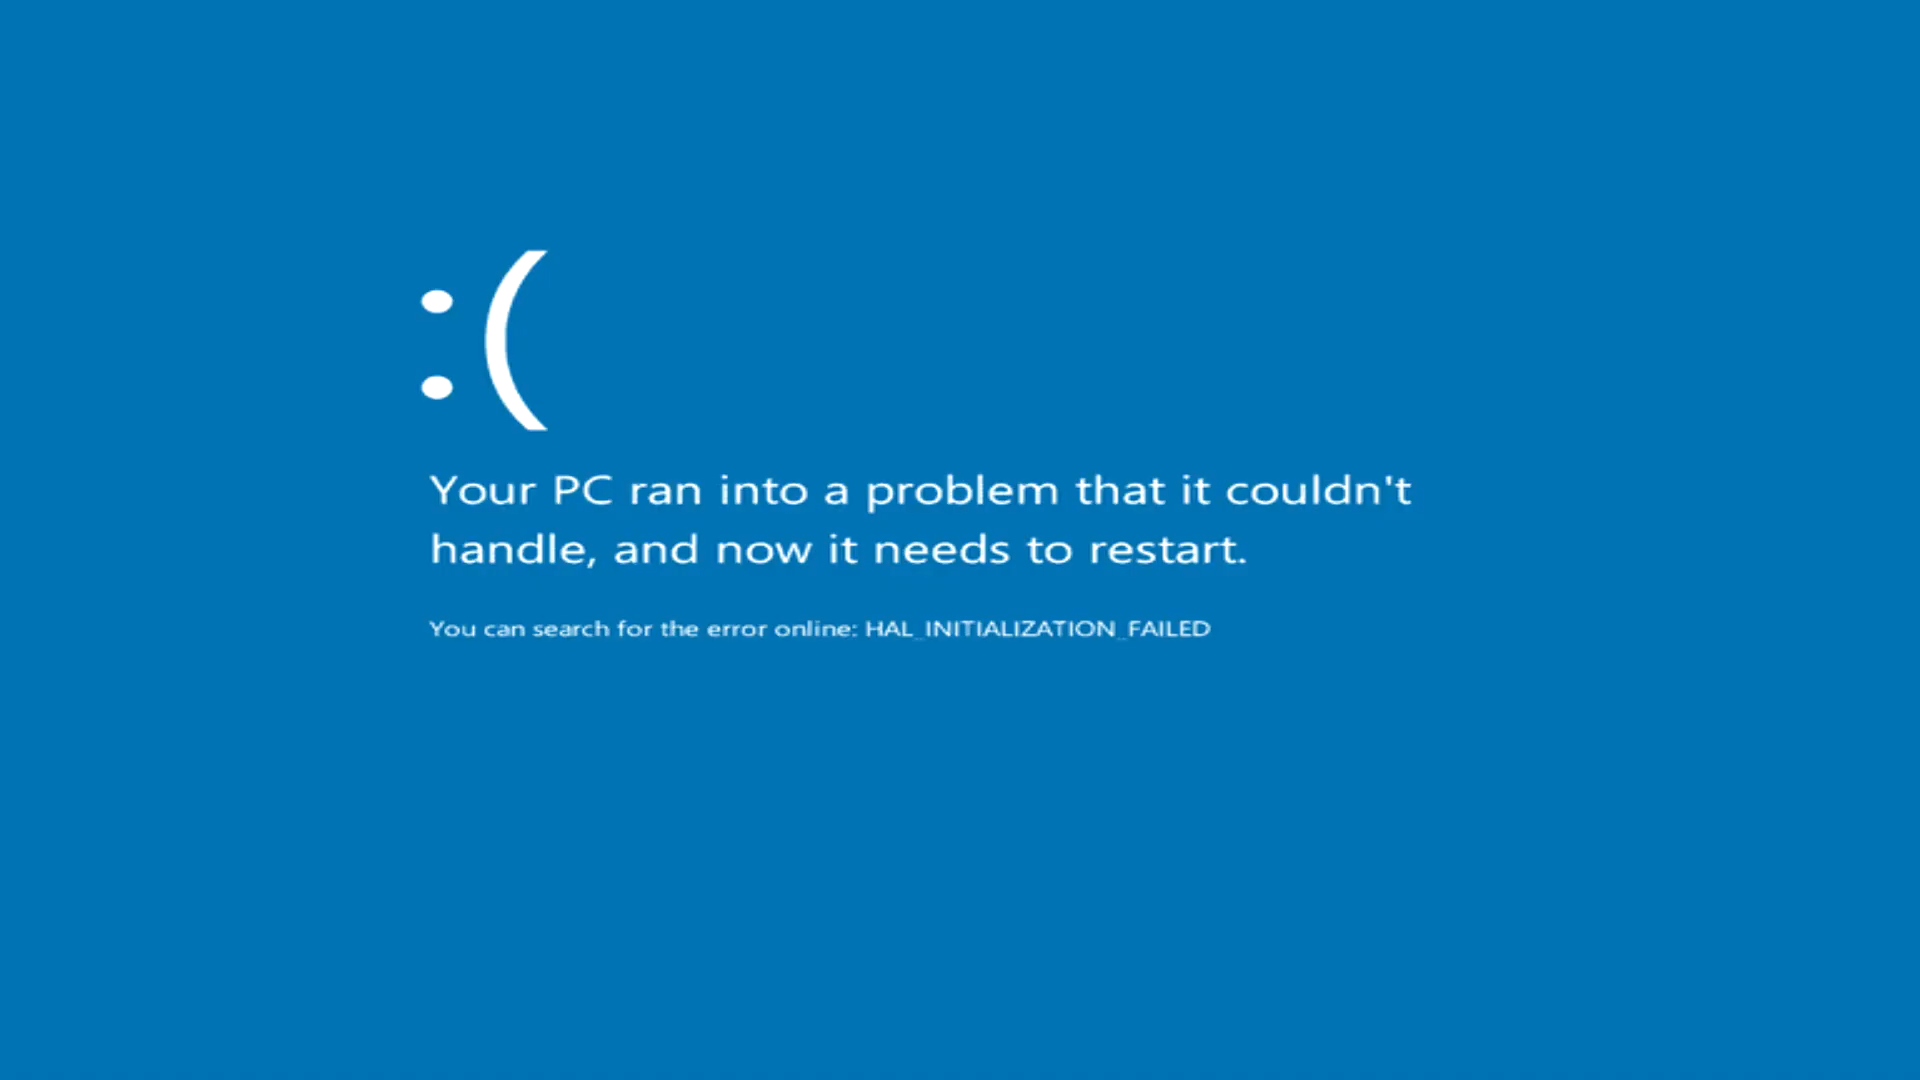 :(
Your PC ran into a problem that it couldn't
handle, and now it needs to restart.
You can search for the error online: HAL_INITIALIZATION_FAILED